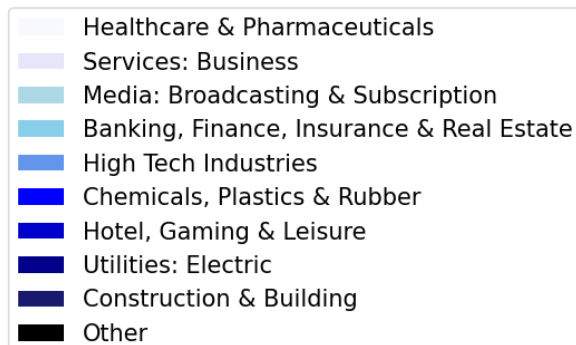 Healthcare & Pharmaceuticals
Services: Business
Media: Broadcasting & Subscription
Banking, Finance, Insurance & Real Estate
High Tech Industries
Chemicals, Plastics & Rubber
Hotel, Gaming & Leisure
Utilities: Electric
Construction & Building
Other